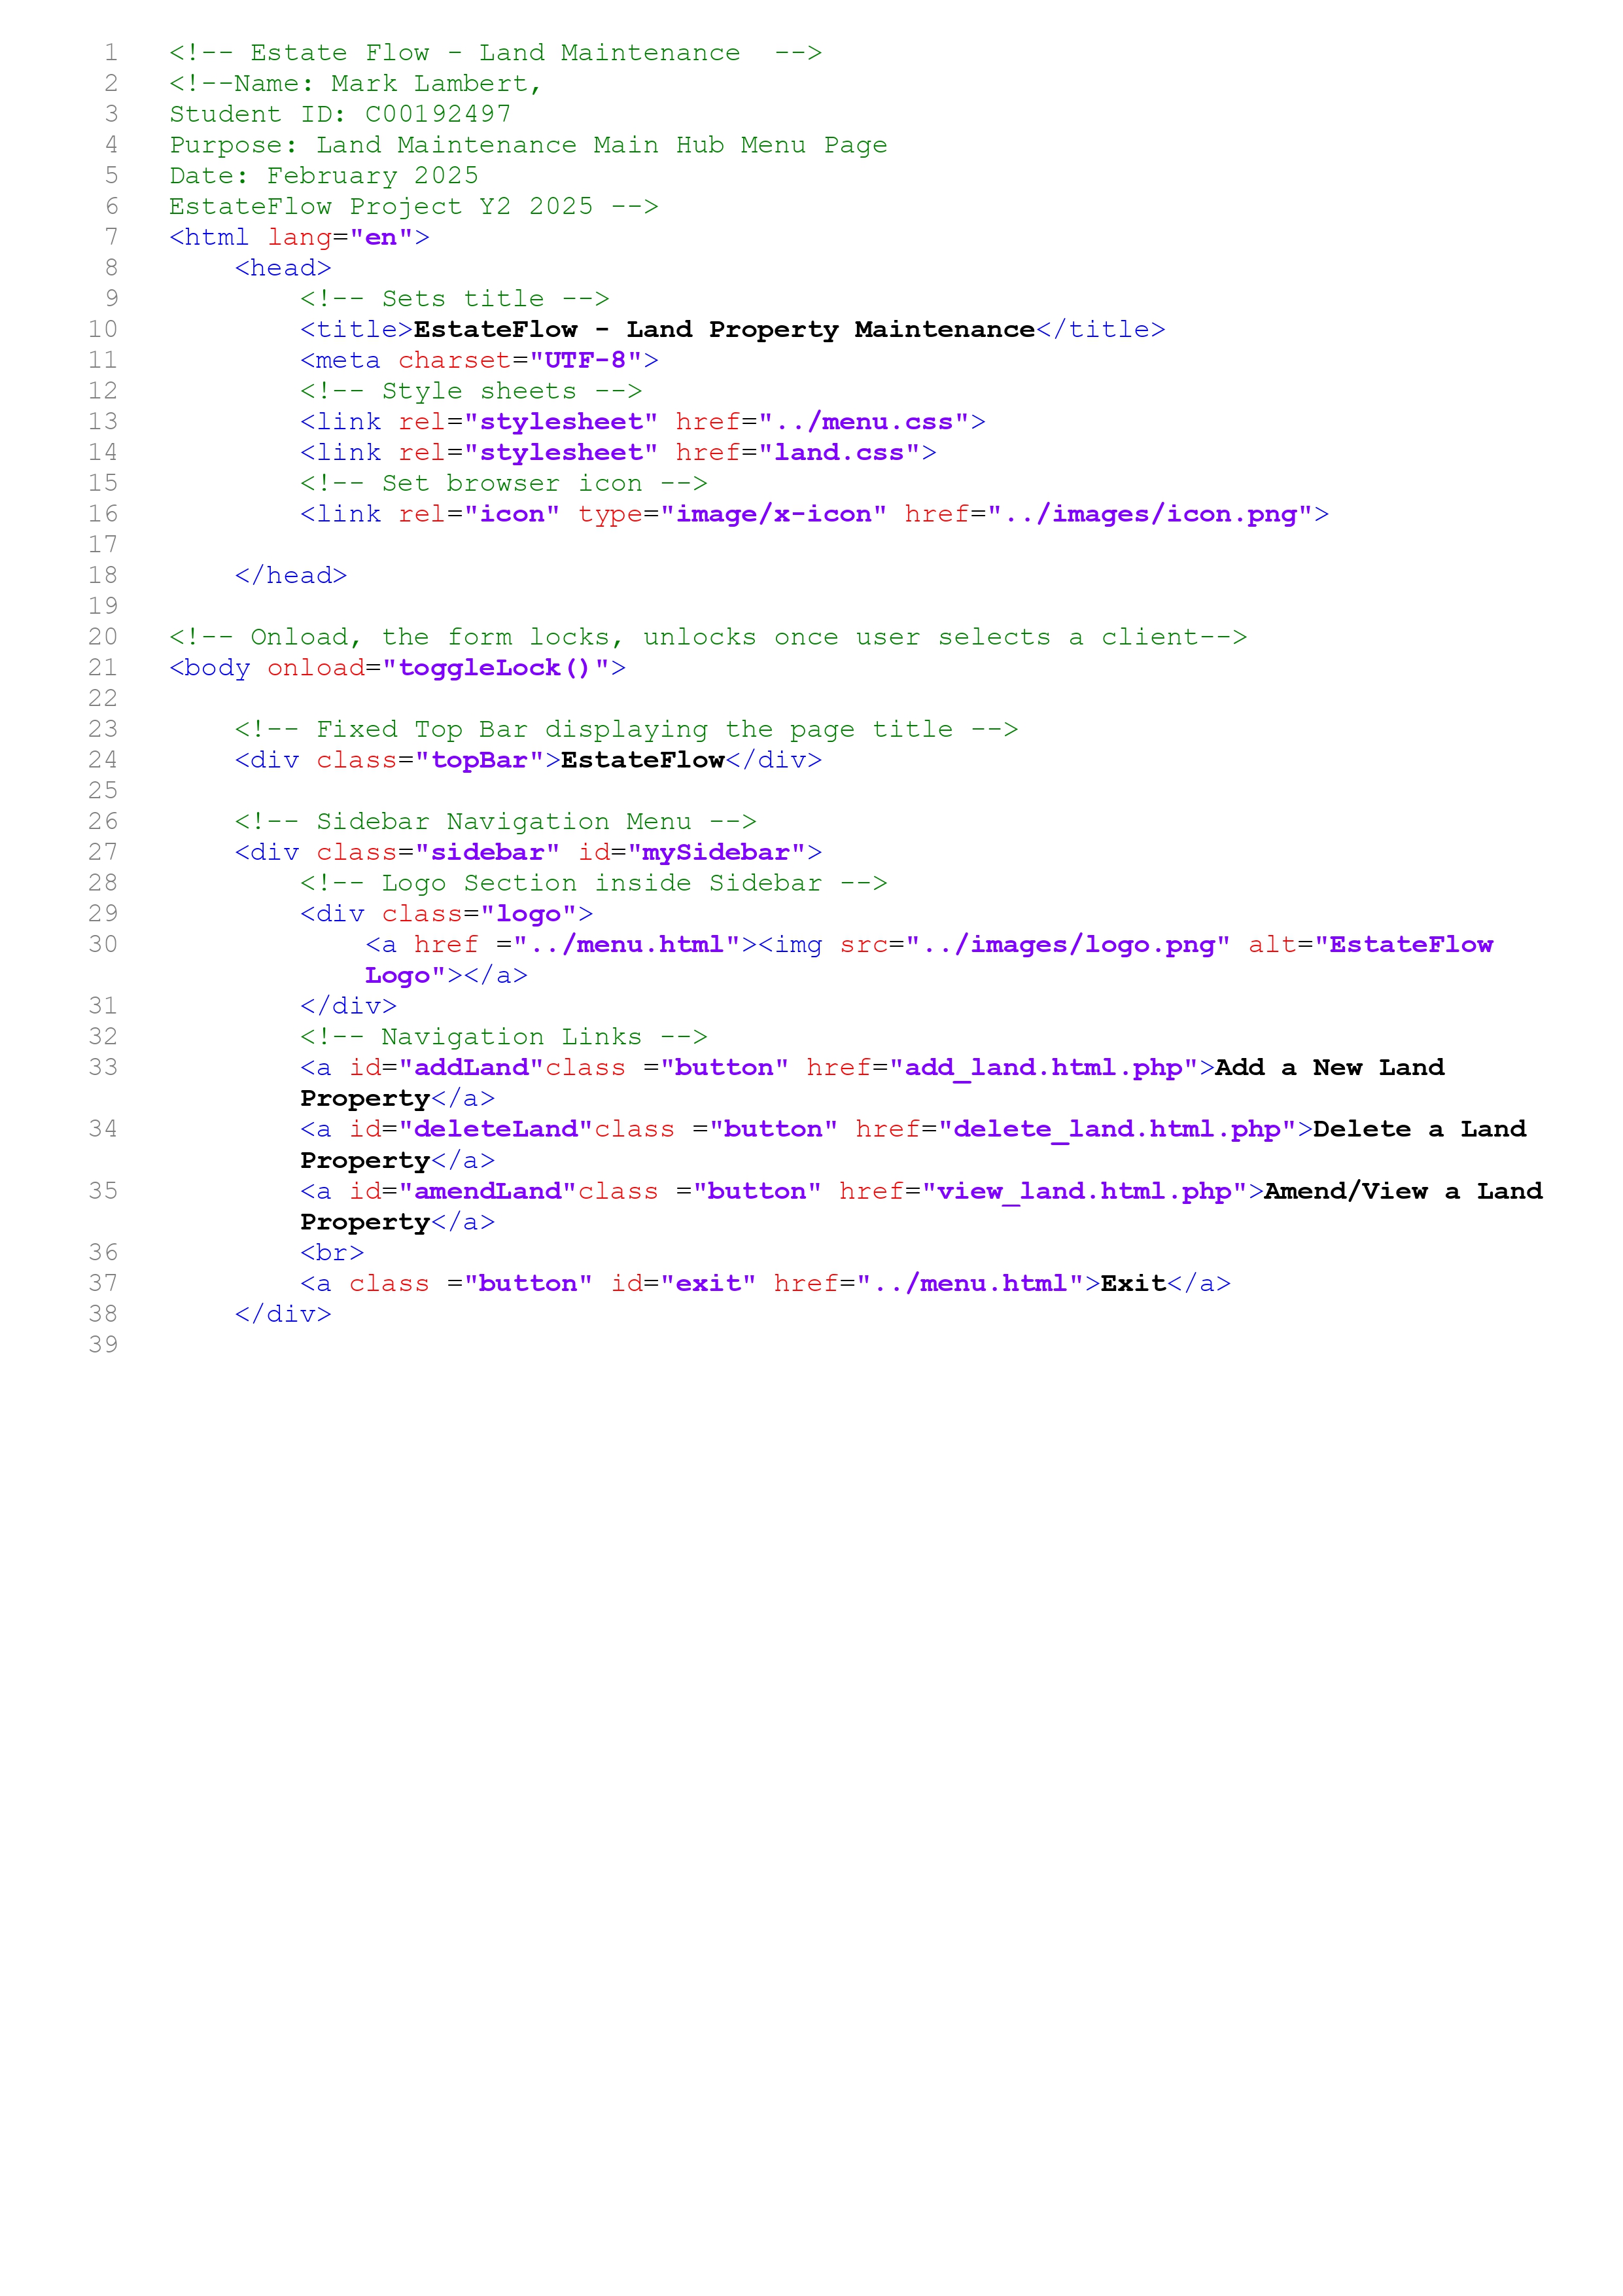 1 <!-- Estate Flow - Land Maintenance  -->
2 <!--Name: Mark Lambert,
3 Student ID: C00192497
4 Purpose: Land Maintenance Main Hub Menu Page
5 Date: February 2025
6 EstateFlow Project Y2 2025 -->
7 <html lang="en">
8     <head>
9         <!-- Sets title -->
10         <title>EstateFlow - Land Property Maintenance</title>
11         <meta charset="UTF-8">
12         <!-- Style sheets -->
13         <link rel="stylesheet" href="../menu.css">
14         <link rel="stylesheet" href="land.css">
15         <!-- Set browser icon -->
16         <link rel="icon" type="image/x-icon" href="../images/icon.png">
17
18     </head>
19
20 <!-- Onload, the form locks, unlocks once user selects a client-->
21 <body onload="toggleLock()">
22
23     <!-- Fixed Top Bar displaying the page title -->
24     <div class="topBar">EstateFlow</div>
25
26     <!-- Sidebar Navigation Menu -->
27     <div class="sidebar" id="mySidebar">
28         <!-- Logo Section inside Sidebar -->
29         <div class="logo">
30             <a href ="../menu.html"><img src="../images/logo.png" alt="EstateFlow
Logo"></a>
31         </div>
32         <!-- Navigation Links -->
33         <a id="addLand"class ="button" href="add_land.html.php">Add a New Land
Property</a>
34         <a id="deleteLand"class ="button" href="delete_land.html.php">Delete a Land
Property</a>
35         <a id="amendLand"class ="button" href="view_land.html.php">Amend/View a Land
Property</a>
36         <br>
37         <a class ="button" id="exit" href="../menu.html">Exit</a>
38     </div>
39